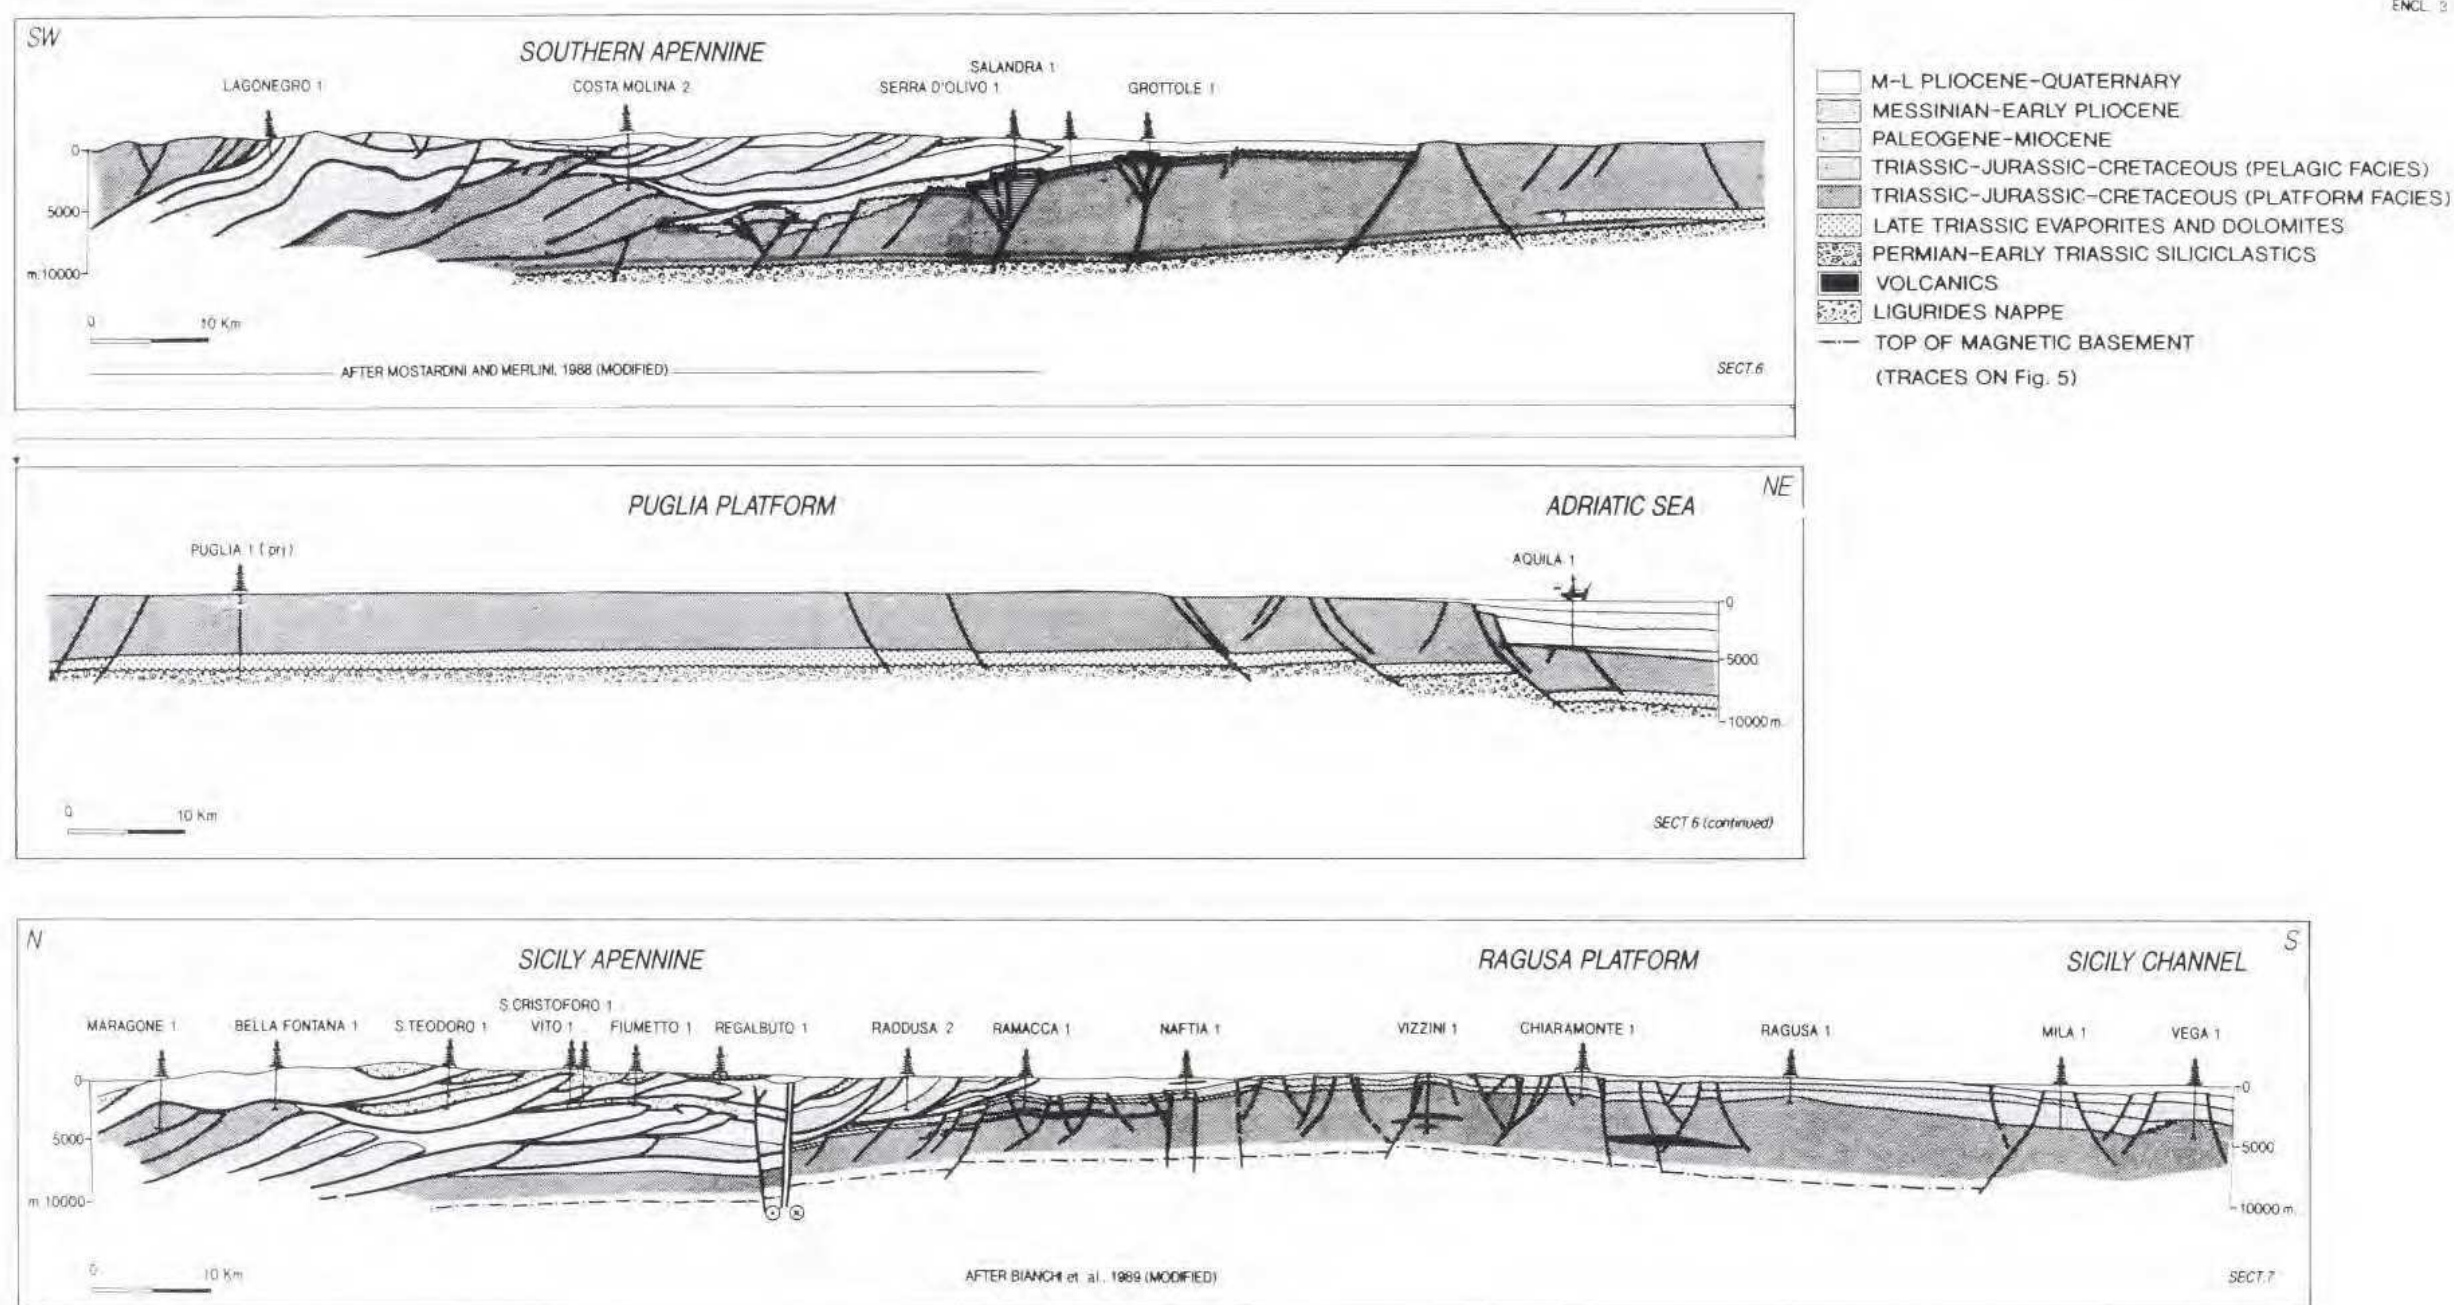 ENCL. 3
SW
SOUTHERN APENNINE
SALANDRA 1
LAGONEGRO 1
COSTA MOLINA 2
SERRA D'OLIVO 1
GROTTOLE 1
0
5000
m.10000
0 10 Km
AFTER MOSTARDINI AND MERLINI, 1988 (MODIFIED)
SECT.6
M-L PLIOCENE-QUATERNARY
MESSINIAN-EARLY PLIOCENE
PALEOGENE-MIOCENE
TRIASSIC-JURASSIC-CRETACEOUS (PELAGIC FACIES)
TRIASSIC-JURASSIC-CRETACEOUS (PLATFORM FACIES)
LATE TRIASSIC EVAPORITES AND DOLOMITES
PERMIAN-EARLY TRIASSIC SILICICLASTICS
VOLCANICS
LIGURIDES NAPPE
TOP OF MAGNETIC BASEMENT
(TRACES ON Fig. 5)
NE
PUGLIA PLATFORM
ADRIATIC SEA
PUGLIA 1 (prj)
AQUILA 1
0
5000
10000 m.
0 10 Km
SECT 6 (continued)
N
S
SICILY APENNINE
RAGUSA PLATFORM
SICILY CHANNEL
S.CRISTOFORO 1
MARAGONE 1
BELLA FONTANA 1
S.TEODORO 1
VITO 1
FIUMETTO 1
REGALBUTO 1
RADDUSA 2
RAMACCA 1
NAFTIA 1
VIZZINI 1
CHIARAMONTE 1
RAGUSA 1
MILA 1
VEGA 1
0
5000
m 10000
0
5000
10000 m.
0 10 Km
AFTER BIANCHI et al., 1989 (MODIFIED)
SECT.7